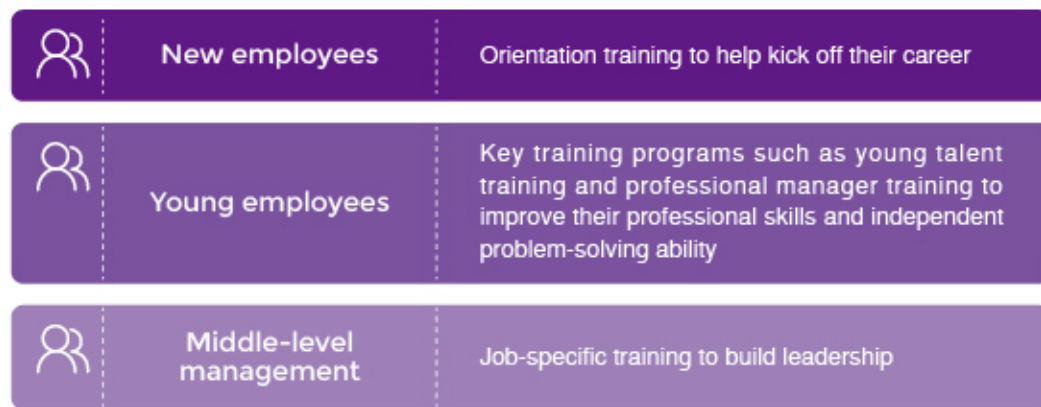 New employees
Orientation training to help kick off their career
Young employees
Key training programs such as young talent
training and professional manager training to
improve their professional skills and independent
problem-solving ability
Middle-level
management
Job-specific training to build leadership